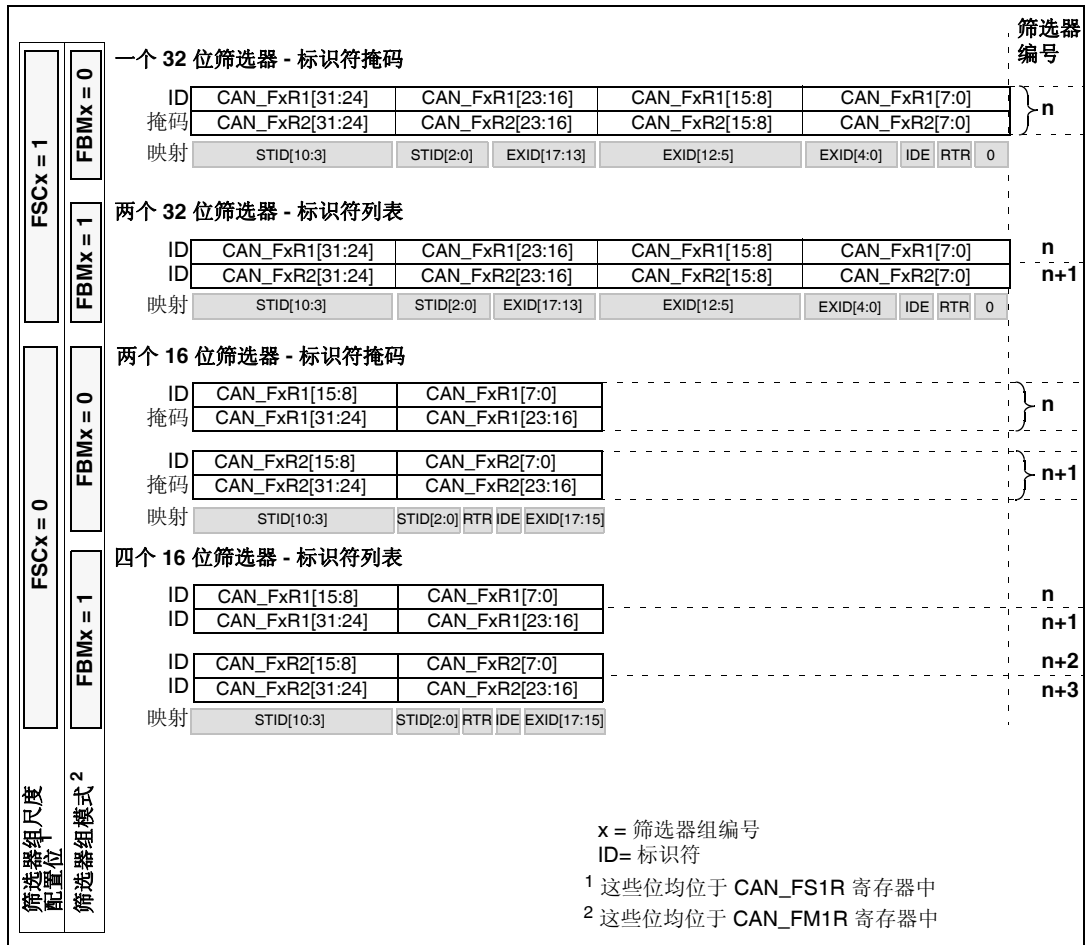 筛选器
编号
FSCx = 1
FBMx = 0
一个 32 位筛选器 - 标识符掩码
ID CAN_FxR1[31:24] CAN_FxR1[23:16] CAN_FxR1[15:8] CAN_FxR1[7:0]
掩码 CAN_FxR2[31:24] CAN_FxR2[23:16] CAN_FxR2[15:8] CAN_FxR2[7:0]
n
映射 STID[10:3] STID[2:0] EXID[17:13] EXID[12:5] EXID[4:0] IDE RTR 0
FBMx = 1
两个 32 位筛选器 - 标识符列表
ID CAN_FxR1[31:24] CAN_FxR1[23:16] CAN_FxR1[15:8] CAN_FxR1[7:0] n
ID CAN_FxR2[31:24] CAN_FxR2[23:16] CAN_FxR2[15:8] CAN_FxR2[7:0] n+1
映射 STID[10:3] STID[2:0] EXID[17:13] EXID[12:5] EXID[4:0] IDE RTR 0
FSCx = 0
FBMx = 0
两个 16 位筛选器 - 标识符掩码
ID CAN_FxR1[15:8] CAN_FxR1[7:0]
掩码 CAN_FxR1[31:24] CAN_FxR1[23:16]
n
ID CAN_FxR2[15:8] CAN_FxR2[7:0]
掩码 CAN_FxR2[31:24] CAN_FxR2[23:16]
n+1
映射 STID[10:3] STID[2:0] RTR IDE EXID[17:15]
FBMx = 1
四个 16 位筛选器 - 标识符列表
ID CAN_FxR1[15:8] CAN_FxR1[7:0] n
ID CAN_FxR1[31:24] CAN_FxR1[23:16] n+1
ID CAN_FxR2[15:8] CAN_FxR2[7:0] n+2
ID CAN_FxR2[31:24] CAN_FxR2[23:16] n+3
映射 STID[10:3] STID[2:0] RTR IDE EXID[17:15]
筛选器组尺度
配置位 1
筛选器组模式 2
x = 筛选器组编号
ID= 标识符
1 这些位均位于 CAN_FS1R 寄存器中
2 这些位均位于 CAN_FM1R 寄存器中